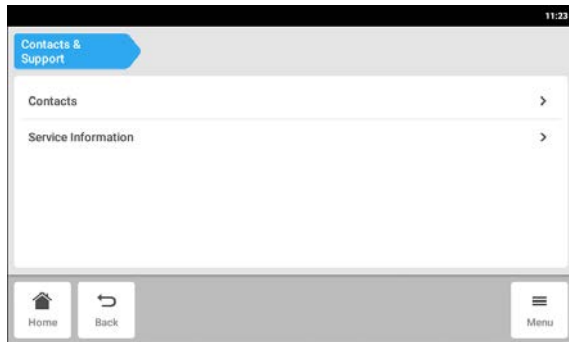 11:23
Contacts &
Support
Contacts
Service Information
Home
Back
Menu